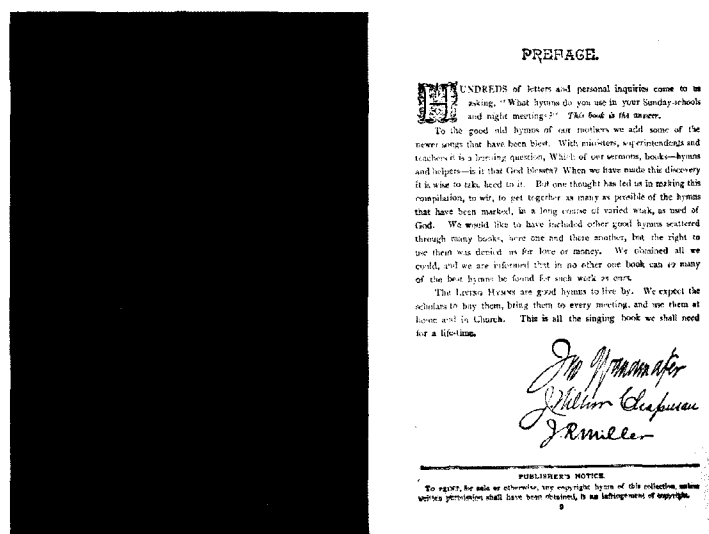 PREFACE.
HUNDREDS of letters and personal inquiries come to us
asking, "What hymns do you use in your Sunday-schools
and night meetings?" This book is the answer.
To the good old hymns of our mothers we add some of the
newer songs that have been blest. With ministers, superintendents and
teachers it is a burning question, Which of our sermons, books—hymns
and helpers—is it that God blesses? When we have made this discovery
it is wise to take heed to it. But one thought has led us in making this
compilation, to wit, to get together as many as possible of the hymns
that have been marked, in a long course of varied work, as used of
God. We would like to have included other good hymns scattered
through many books, here one and there another, but the right to
use them was denied us for love or money. We obtained all we
could, and we are informed that in no other one book can so many
of the best hymns be found for such work as ours.
The LIVING HYMNS are good hymns to live by. We expect the
scholars to buy them, bring them to every meeting, and use them at
home and in Church. This is all the singing book we shall need
for a life-time.
Jno Wanamaker
J Wilbur Chapman
J. R. Miller
PUBLISHER'S NOTICE.
To PRINT, for sale or otherwise, any copyright hymn of this collection, unless
written permission shall have been obtained, is an infringement of copyright.